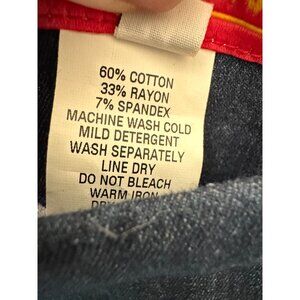 60% COTTON
33% RAYON
7% SPANDEX
MACHINE WASH COLD
MILD DETERGENT
WASH SEPARATELY
LINE DRY
DO NOT BLEACH
WARM IRON